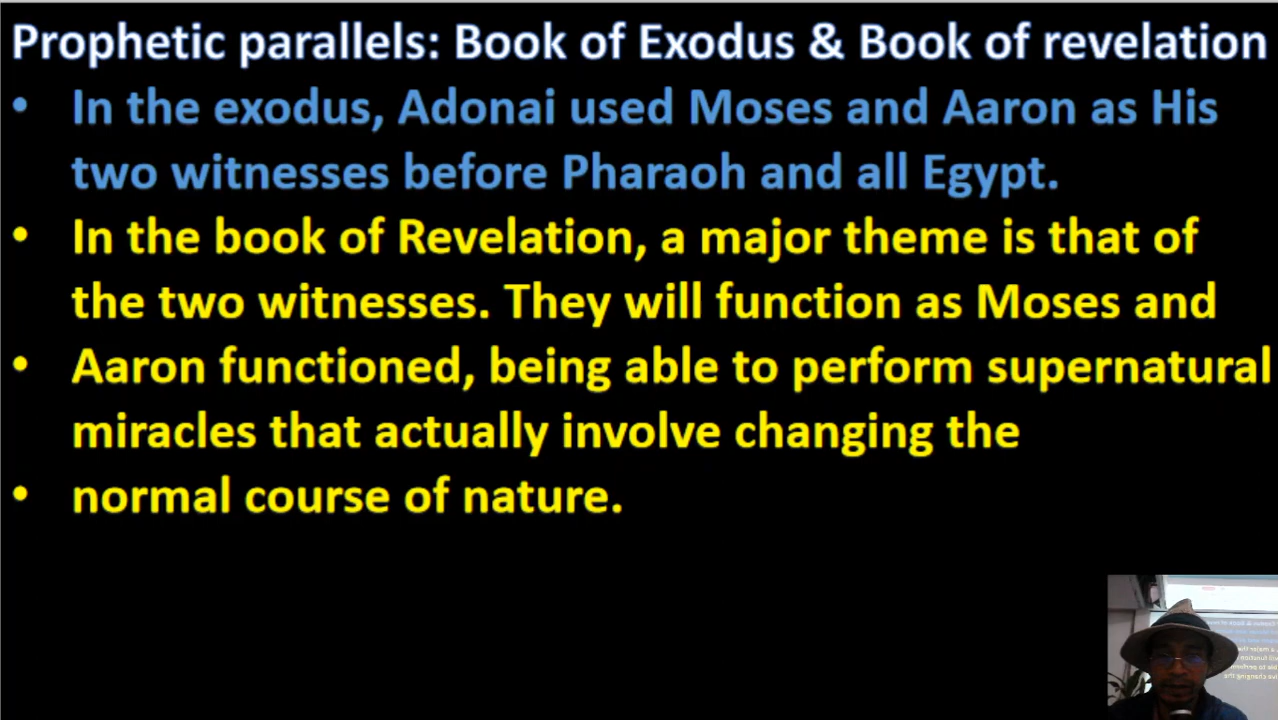 Prophetic parallels: Book of Exodus & Book of revelation
• In the exodus, Adonai used Moses and Aaron as His
two witnesses before Pharaoh and all Egypt.
• In the book of Revelation, a major theme is that of
the two witnesses. They will function as Moses and
• Aaron functioned, being able to perform supernatural
miracles that actually involve changing the
• normal course of nature.